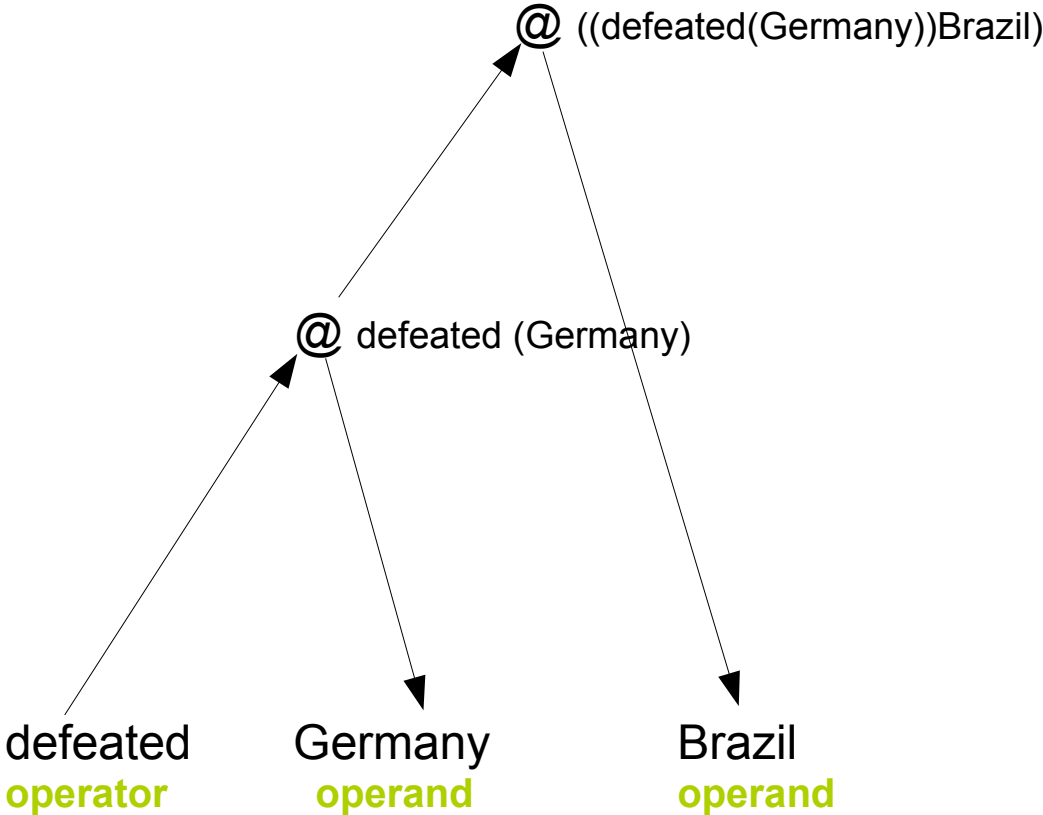 @ ((defeated(Germany))Brazil)
@ defeated (Germany)
defeated Germany Brazil
operator operand operand